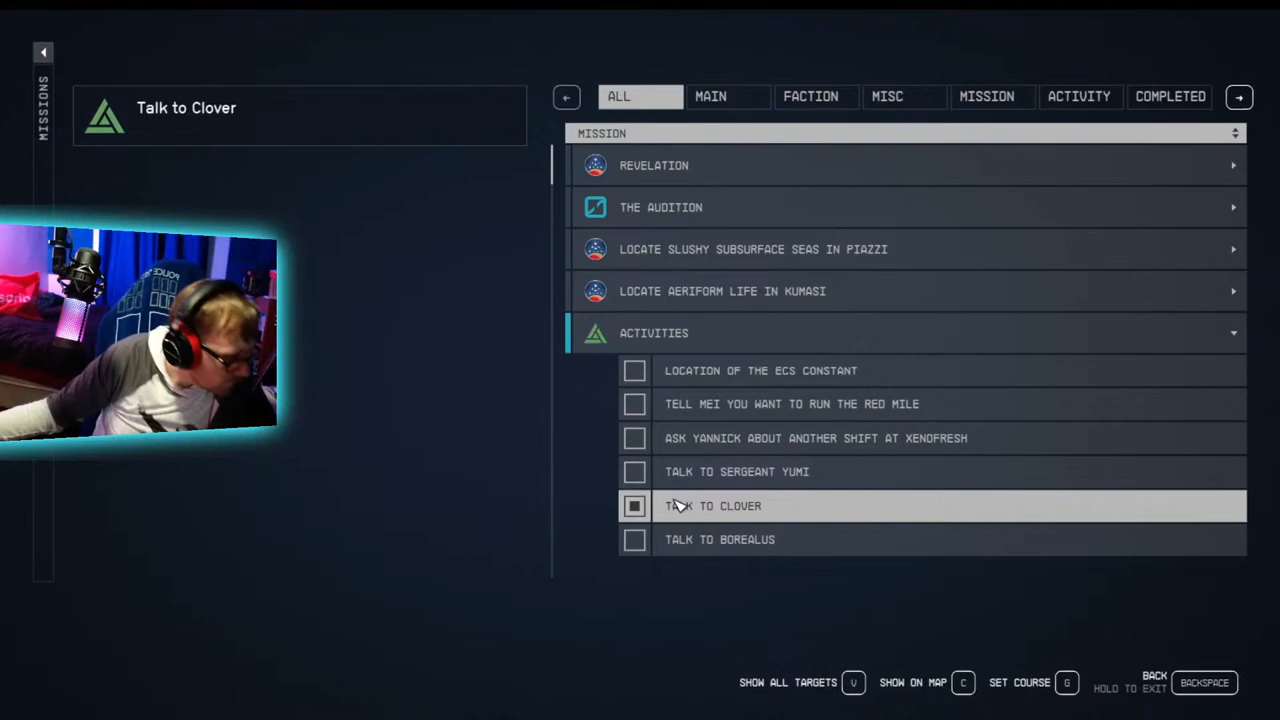 MISSIONS
Talk to Clover
ALL
MAIN
FACTION
MISC
MISSION
ACTIVITY
COMPLETED
MISSION
REVELATION
THE AUDITION
LOCATE SLUSHY SUBSURFACE SEAS IN PIAZZI
LOCATE AERIFORM LIFE IN KUMASI
ACTIVITIES
LOCATION OF THE ECS CONSTANT
TELL MEI YOU WANT TO RUN THE RED MILE
ASK YANNICK ABOUT ANOTHER SHIFT AT XENOFRESH
TALK TO SERGEANT YUMI
TALK TO CLOVER
TALK TO BOREALUS
SHOW ALL TARGETS V
SHOW ON MAP C
SET COURSE G
BACK
HOLD TO EXIT
BACKSPACE